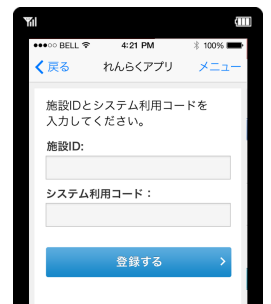 ●●●○○ BELL 4:21 PM 100%
戻る れんらくアプリ メニュー
施設IDとシステム利用コードを
入力してください。
施設ID:
システム利用コード：
登録する